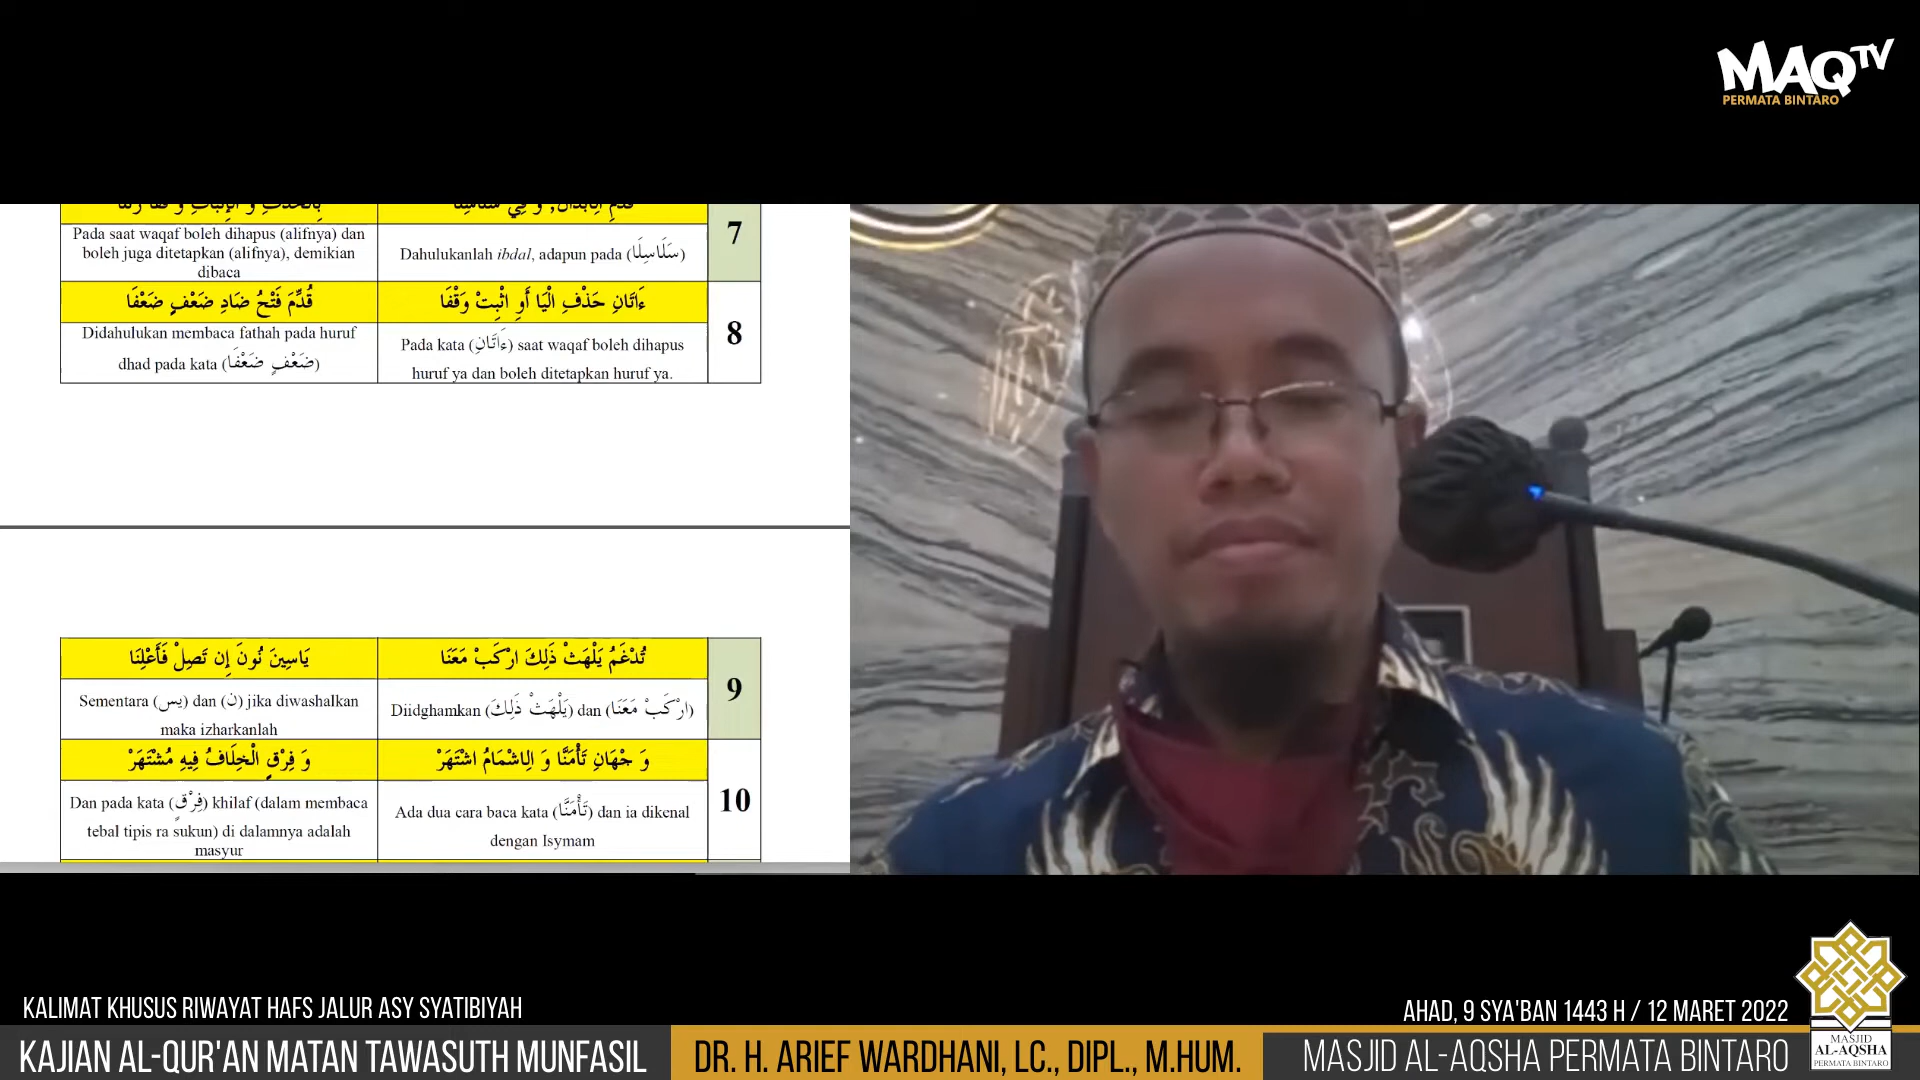 MAQTV
PERMATA BINTARO
Pada saat waqaf boleh dihapus (alifnya) dan
boleh juga ditetapkan (alifnya), demikian
dibaca
Dahulukanlah ibdal, adapun pada (سَلَاسِلَا)
7
قُدِّمَ فَتْحُ ضَادِ ضَعْفٍ ضَعْفَا
ءَاتَانِ حَذْفِ الْيَا أَوِ اثْبِتْ وَقْفَا
Didahulukan membaca fathah pada huruf
dhad pada kata (ضَعْفٍ ضَعْفَا)
Pada kata (ءَاتَانِ) saat waqaf boleh dihapus
huruf ya dan boleh ditetapkan huruf ya.
8
يَاسِينَ نُونَ إِن تَصِلْ فَأَعْلِنَا
تُدْغَمُ يَلْهَثْ ذَلِكَ ارْكَبْ مَعَنَا
Sementara (يس) dan (ن) jika diwashalkan
maka izharkanlah
Diidghamkan (يَلْهَثْ ذَلِكَ) dan (ارْكَبْ مَعَنَا)
9
وَ فِرْقٍ الْخِلَافُ فِيهِ مُشْتَهَرْ
وَ جْهَانِ تَأْمَنَّا وَ الِاشْمَامُ اشْتَهَرْ
Dan pada kata (فِرْقٍ) khilaf (dalam membaca
tebal tipis ra sukun) di dalamnya adalah
masyur
Ada dua cara baca kata (تَأْمَنَّا) dan ia dikenal
dengan Isymam
10
KALIMAT KHUSUS RIWAYAT HAFS JALUR ASY SYATIBIYAH
AHAD, 9 SYA'BAN 1443 H / 12 MARET 2022
KAJIAN AL-QUR'AN MATAN TAWASUTH MUNFASIL
DR. H. ARIEF WARDHANI, LC., DIPL., M.HUM.
MASJID AL-AQSHA PERMATA BINTARO
MASJID
AL-AQSHA
PERMATA BINTARO